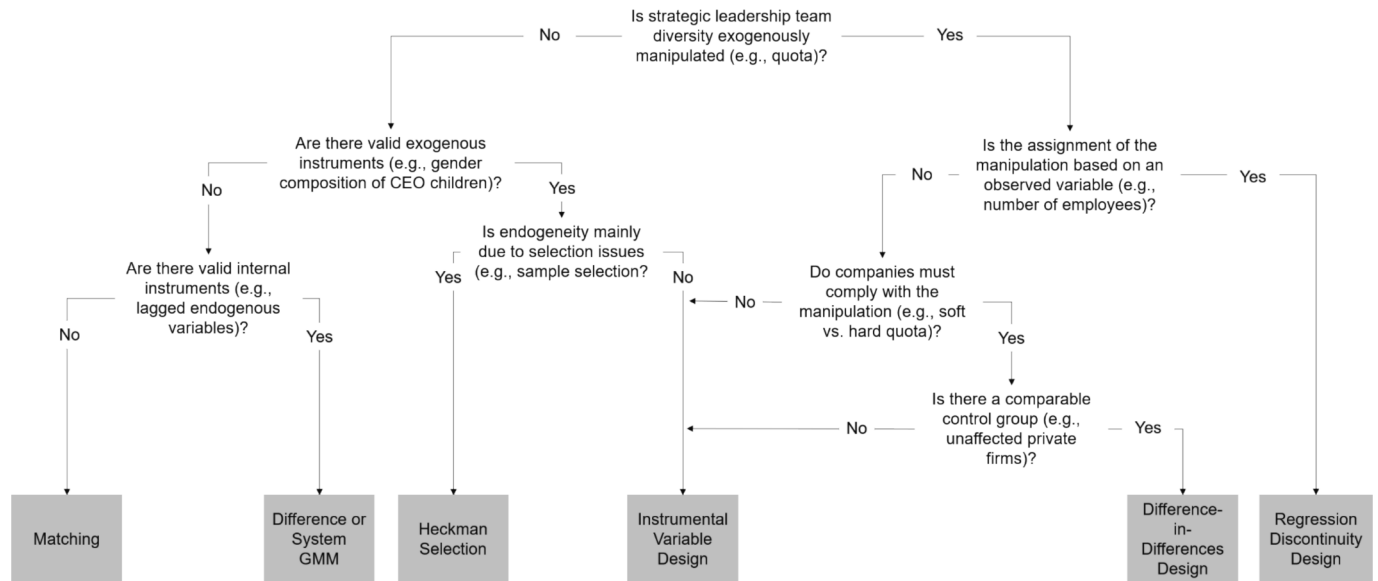 Is strategic leadership team
diversity exogenously
manipulated (e.g., quota)?
No
Yes
Are there valid exogenous
instruments (e.g., gender
composition of CEO children)?
No
Yes
Is the assignment of the
manipulation based on an
observed variable (e.g.,
number of employees)?
No
Yes
Is endogeneity mainly
due to selection issues
(e.g., sample selection?
Yes
No
Are there valid internal
instruments (e.g.,
lagged endogenous
variables)?
No
Yes
Do companies must
comply with the
manipulation (e.g., soft
vs. hard quota)?
No
Yes
Is there a comparable
control group (e.g.,
unaffected private
firms)?
No
Yes
Matching
Difference or
System
GMM
Heckman
Selection
Instrumental
Variable
Design
Difference-
in-
Differences
Design
Regression
Discontinuity
Design